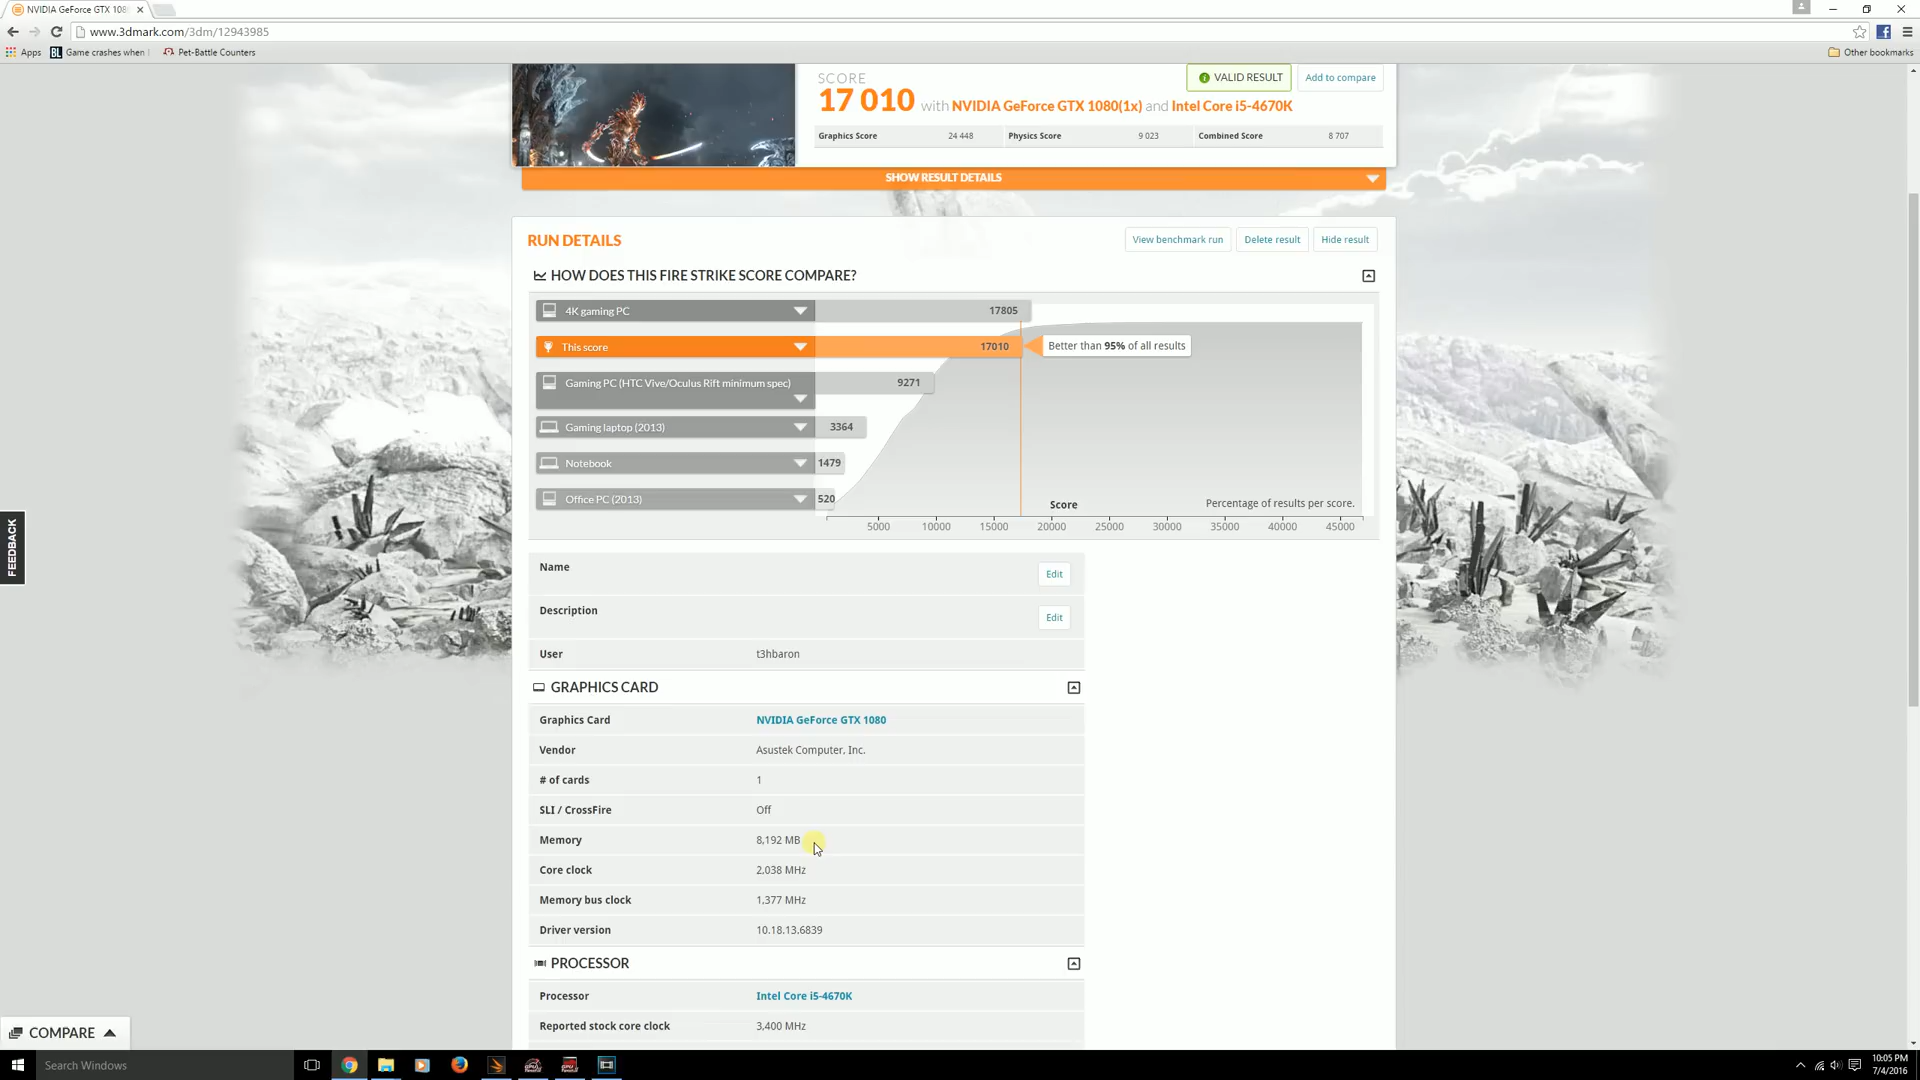 NVIDIA GeForce GTX 108
www.3dmark.com/3dm/12943985
Apps
BL
Game crashes when
Pet-Battle Counters
Other bookmarks
SCORE
VALID RESULT
Add to compare
17 010 with NVIDIA GeForce GTX 1080(1x) and Intel Core i5-4670K
Graphics Score 24 448 Physics Score 9 023 Combined Score 8 707
SHOW RESULT DETAILS
RUN DETAILS
View benchmark run
Delete result
Hide result
HOW DOES THIS FIRE STRIKE SCORE COMPARE?
4K gaming PC 17805
This score 17010
Better than 95% of all results
Gaming PC (HTC Vive/Oculus Rift minimum spec) 9271
Gaming laptop (2013) 3364
Notebook 1479
Office PC (2013) 520
Score
Percentage of results per score.
5000 10000 15000 20000 25000 30000 35000 40000 45000
FEEDBACK
Name Edit
Description Edit
User t3hbaron
GRAPHICS CARD
Graphics Card NVIDIA GeForce GTX 1080
Vendor Asustek Computer, Inc.
# of cards 1
SLI / CrossFire Off
Memory 8,192 MB
Core clock 2,038 MHz
Memory bus clock 1,377 MHz
Driver version 10.18.13.6839
PROCESSOR
Processor Intel Core i5-4670K
Reported stock core clock 3,400 MHz
COMPARE
Search Windows
10:05 PM
7/4/2016